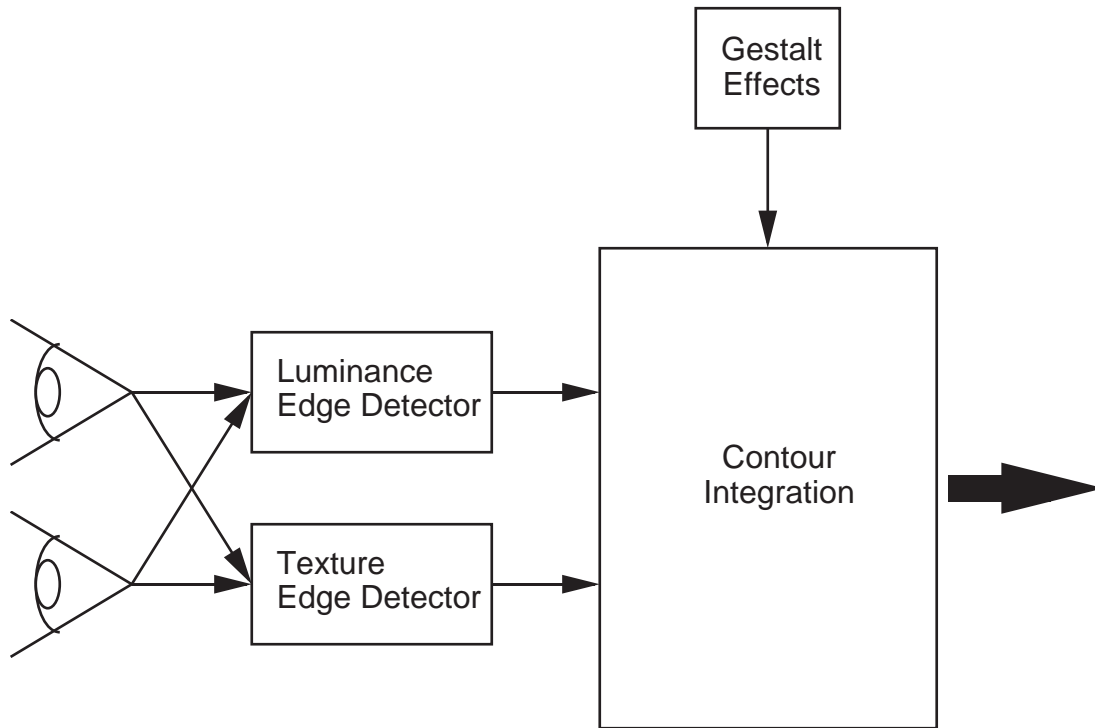 Gestalt
Effects
Luminance
Edge Detector
Contour
Integration
Texture
Edge Detector